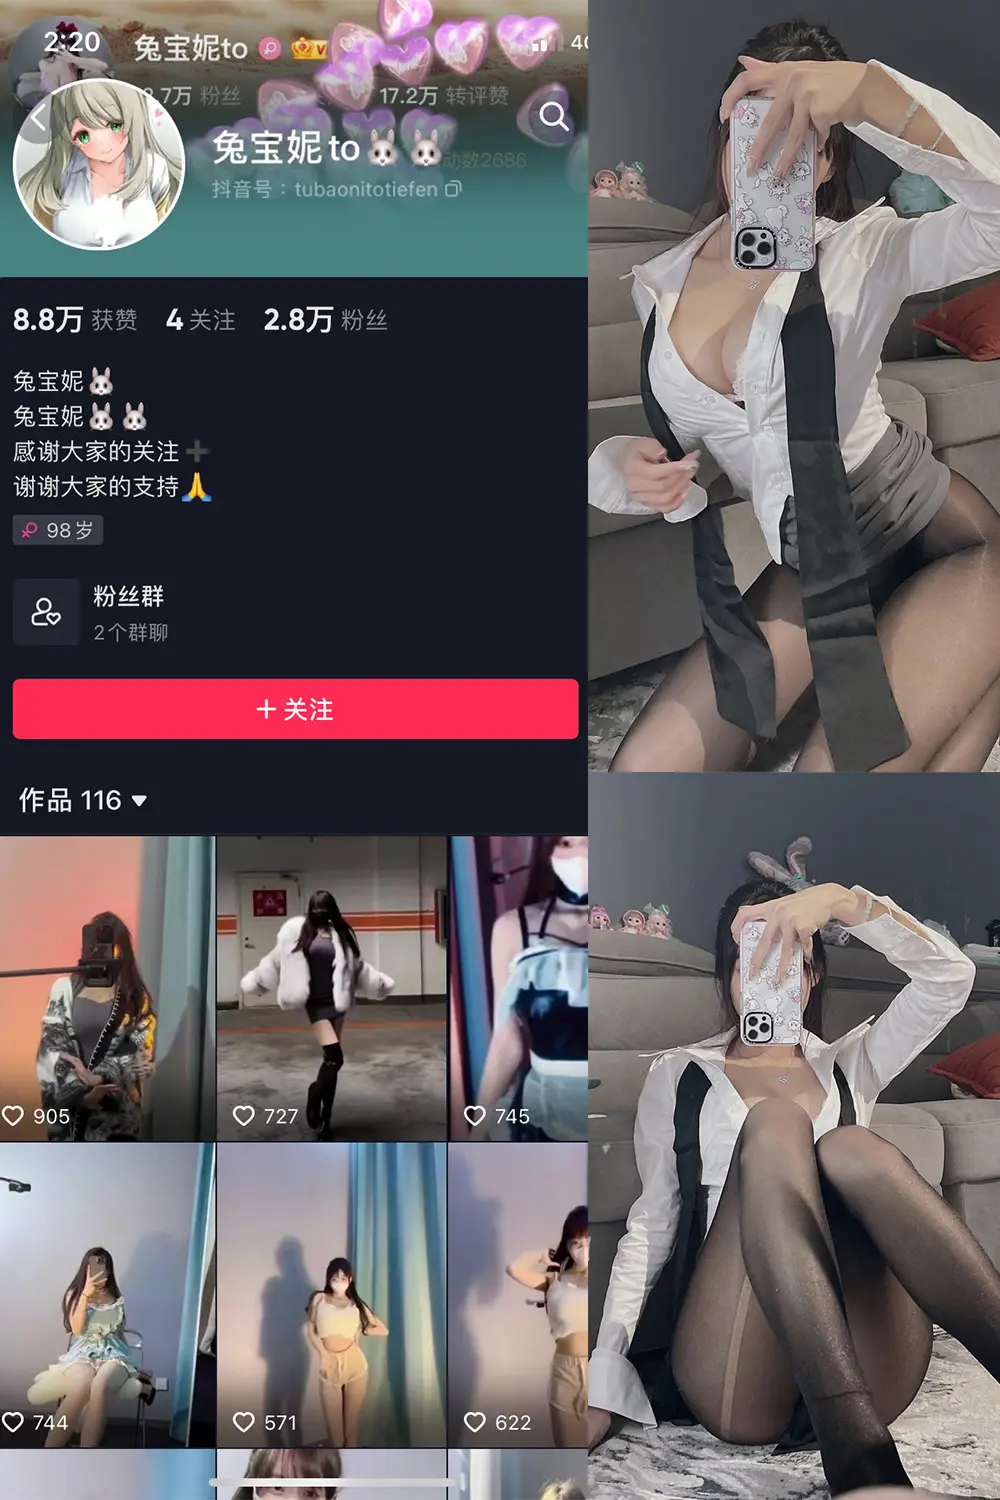 2:20
兔宝妮to
4G
.7万 粉丝
17.2万 转评赞
兔宝妮to🐰🐰
动数2686
抖音号：tubaonitotiefen
8.8万 获赞 4 关注 2.8万 粉丝
兔宝妮🐰
兔宝妮🐰🐰
感谢大家的关注➕
谢谢大家的支持🙏
98岁
粉丝群
2个群聊
+ 关注
作品 116
905
727
745
744
571
622